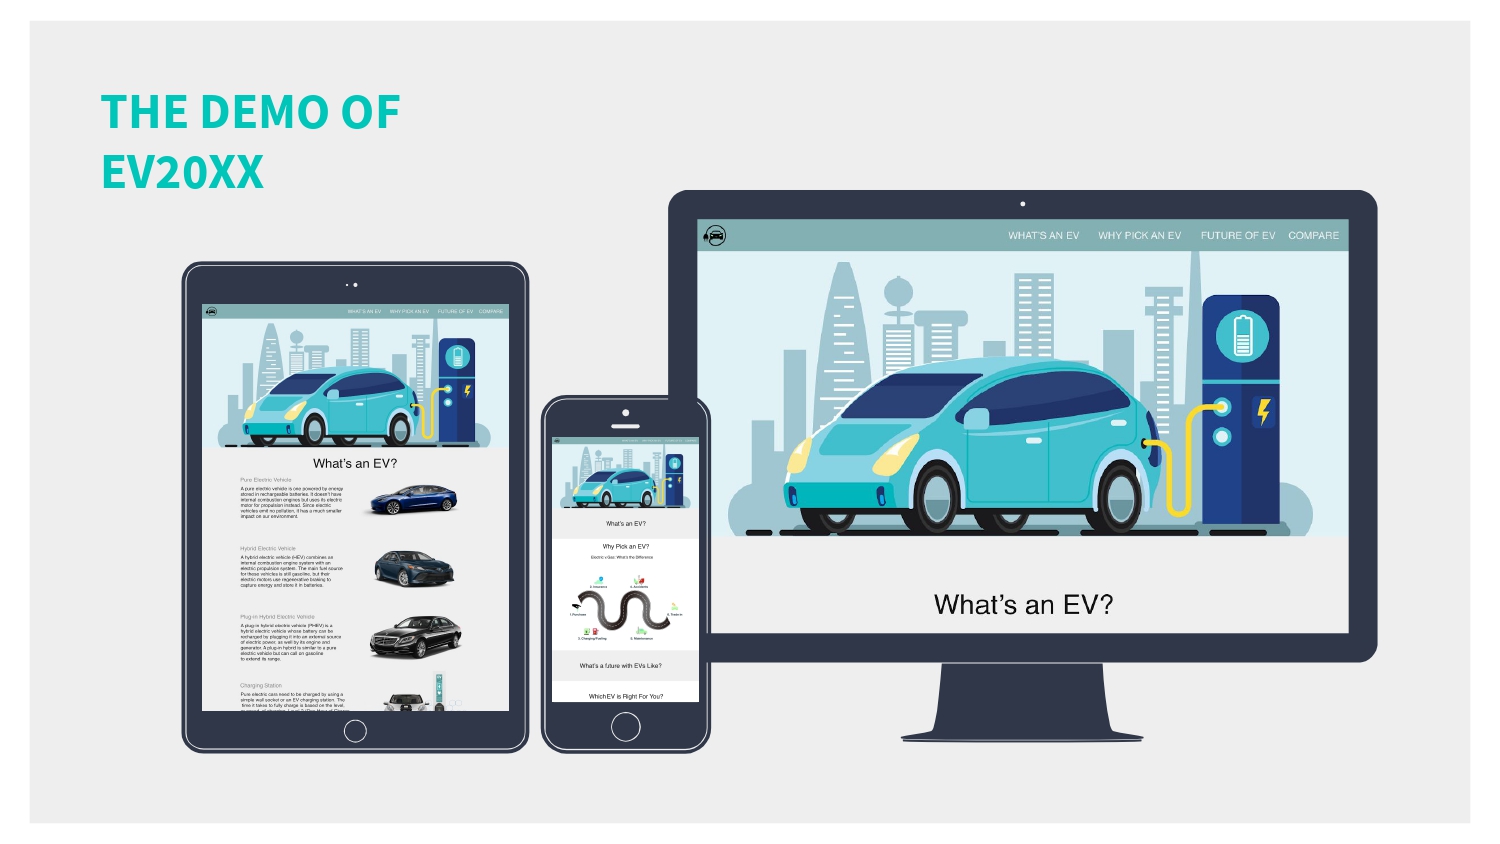 THE DEMO OF
EV20XX
WHAT'S AN EV WHY PICK AN EV FUTURE OF EV COMPARE
What's an EV?
Pure Electric Vehicle
A pure electric vehicle is one powered by energy
stored in rechargeable batteries. It doesn't have
internal combustion engines but uses its electric
motor for propulsion instead. Since electric
vehicles emit no pollution, it has a much smaller
impact on our environment.
Hybrid Electric Vehicle
A hybrid electric vehicle (HEV) combines an
internal combustion engine system with an
electric propulsion system. The main fuel source
for these vehicles is still gasoline, but their
electric motors use regenerative braking to
capture energy and store it in batteries.
Plug-in Hybrid Electric Vehicle
A plug-in hybrid electric vehicle (PHEV) is a
hybrid electric vehicle whose battery can be
recharged by plugging it into an external source
of electric power, as well by its engine and
generator. A plug-in hybrid is similar to a pure
electric vehicle but can call on gasoline
to extend its range.
Charging Station
Pure electric cars need to be charged by using a
simple wall socket or an EV charging station. The
time it takes to fully charge is based on the level,
What's an EV?
Why Pick an EV?
Electric v Gas: What's the Difference
2. Insurance
5. Accidents
1. Purchase
6. Trade-in
3. Charging/Fueling
4. Maintenance
What's a future with EVs Like?
Which EV is Right For You?
WHAT'S AN EV WHY PICK AN EV FUTURE OF EV COMPARE
What's an EV?